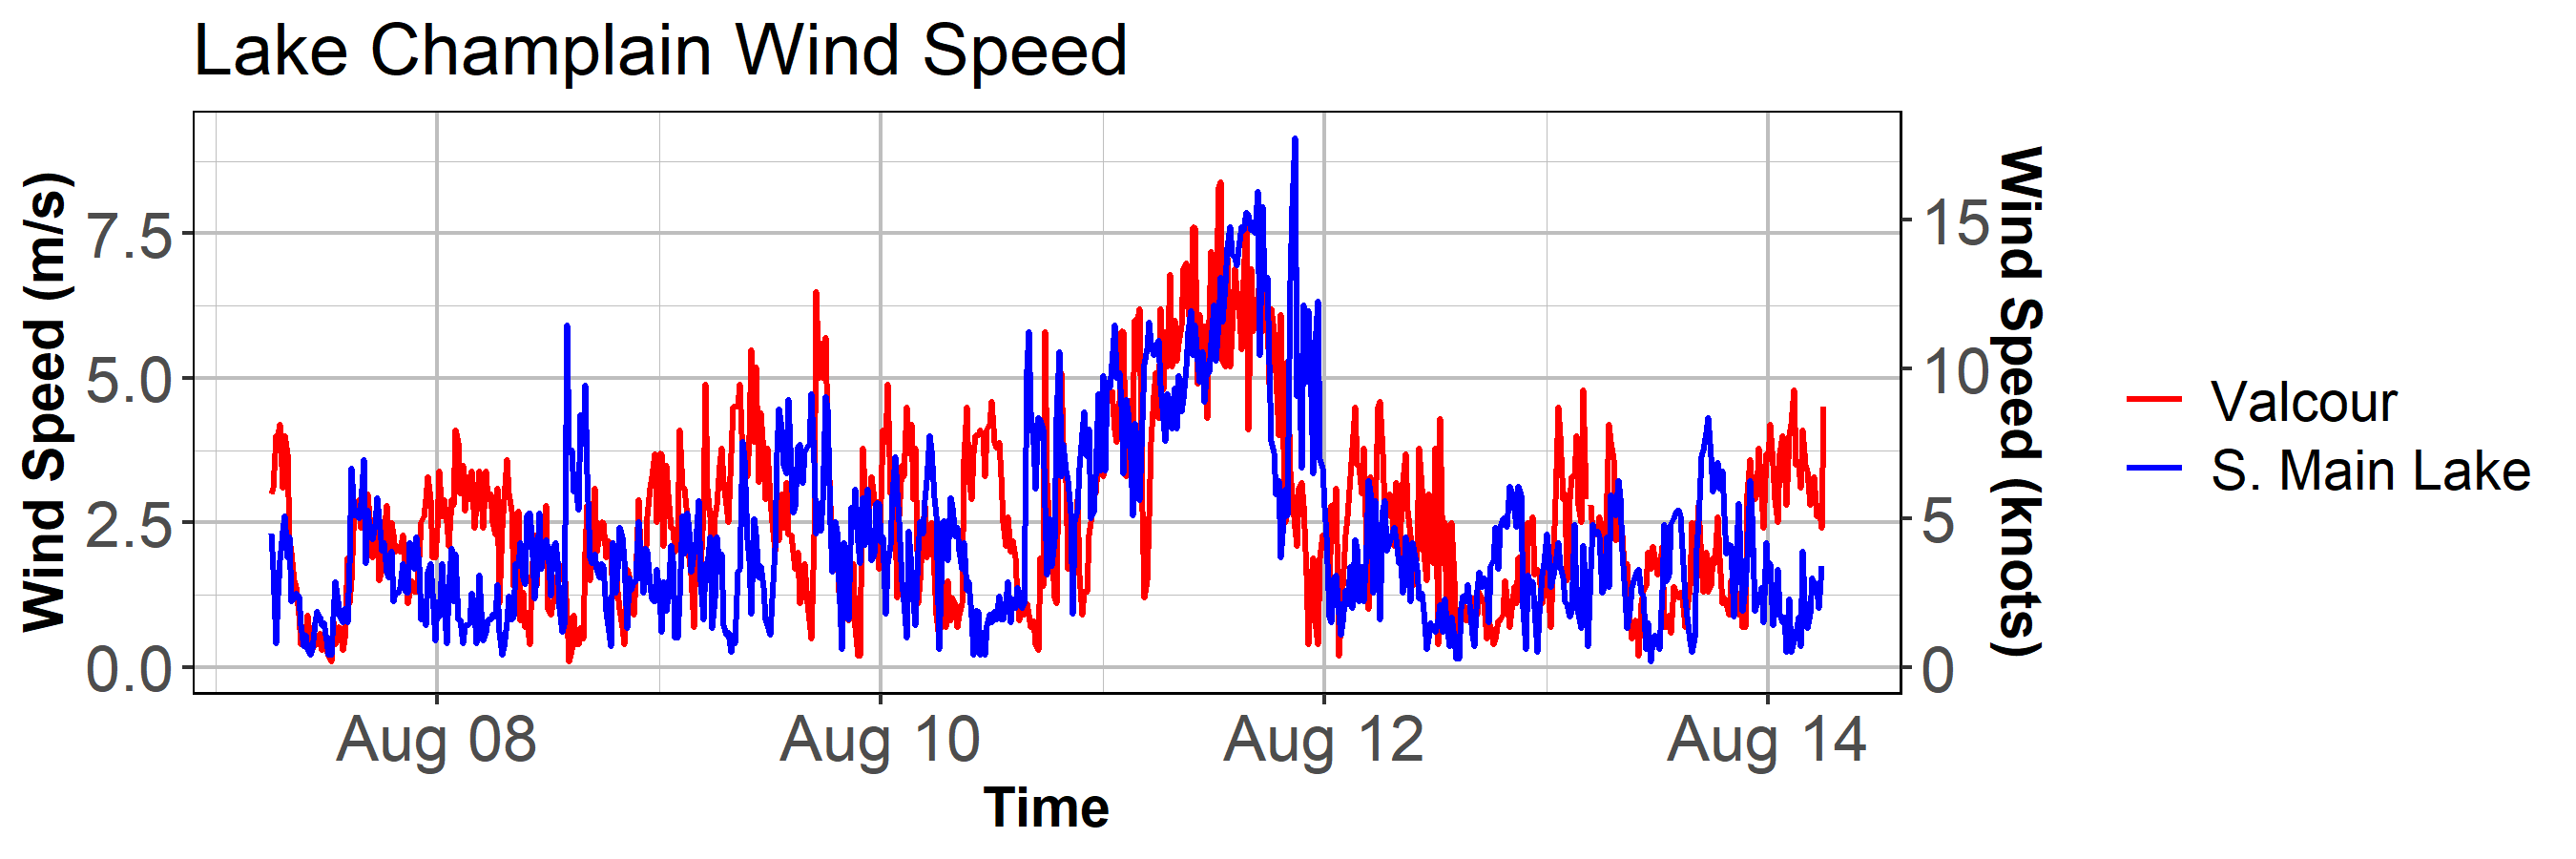 Lake Champlain Wind Speed
Wind Speed (m/s)
7.5
5.0
2.5
0.0
15
10
5
0
Wind Speed (knots)
Aug 08
Aug 10
Aug 12
Aug 14
Time
Valcour
S. Main Lake